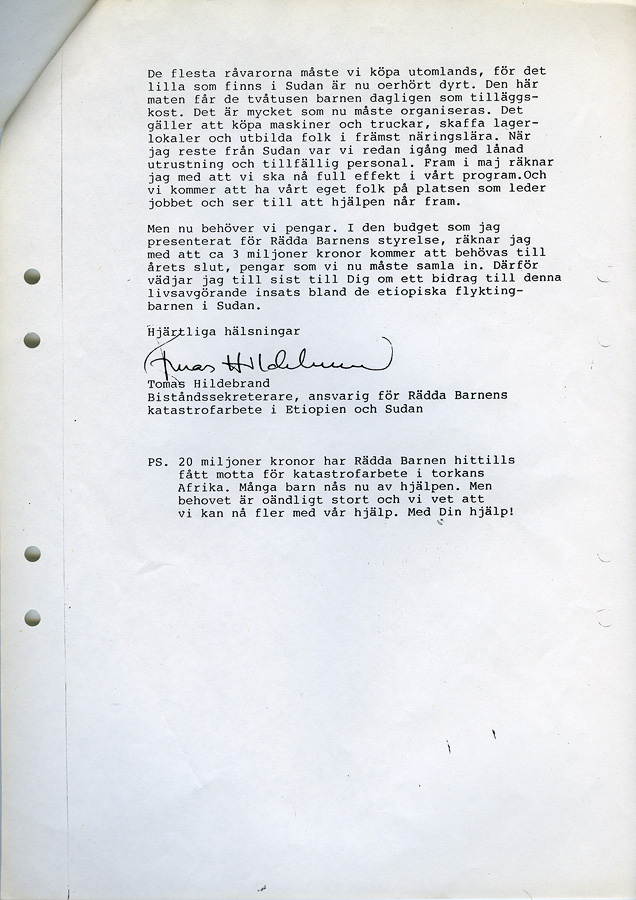 De flesta råvarorna måste vi köpa utomlands, för det
lilla som finns i Sudan är nu oerhört dyrt. Den här
maten får de tvåtusen barnen dagligen som tilläggs-
kost. Det är mycket som nu måste organiseras. Det
gäller att köpa maskiner och truckar, skaffa lager-
lokaler och utbilda folk i främst näringslära. När
jag reste från Sudan var vi redan igång med lånad
utrustning och tillfällig personal. Fram i maj räknar
jag med att vi ska nå full effekt i vårt program.Och
vi kommer att ha vårt eget folk på platsen som leder
jobbet och ser till att hjälpen når fram.
Men nu behöver vi pengar. I den budget som jag
presenterat för Rädda Barnens styrelse, räknar jag
med att ca 3 miljoner kronor kommer att behövas till
årets slut, pengar som vi nu måste samla in. Därför
vädjar jag till sist till Dig om ett bidrag till denna
livsavgörande insats bland de etiopiska flykting-
barnen i Sudan.
Hjärtliga hälsningar
Tomas Hildebrand
Tomas Hildebrand
Biståndssekreterare, ansvarig för Rädda Barnens
katastrofarbete i Etiopien och Sudan
PS. 20 miljoner kronor har Rädda Barnen hittills
fått motta för katastrofarbete i torkans
Afrika. Många barn nås nu av hjälpen. Men
behovet är oändligt stort och vi vet att
vi kan nå fler med vår hjälp. Med Din hjälp!